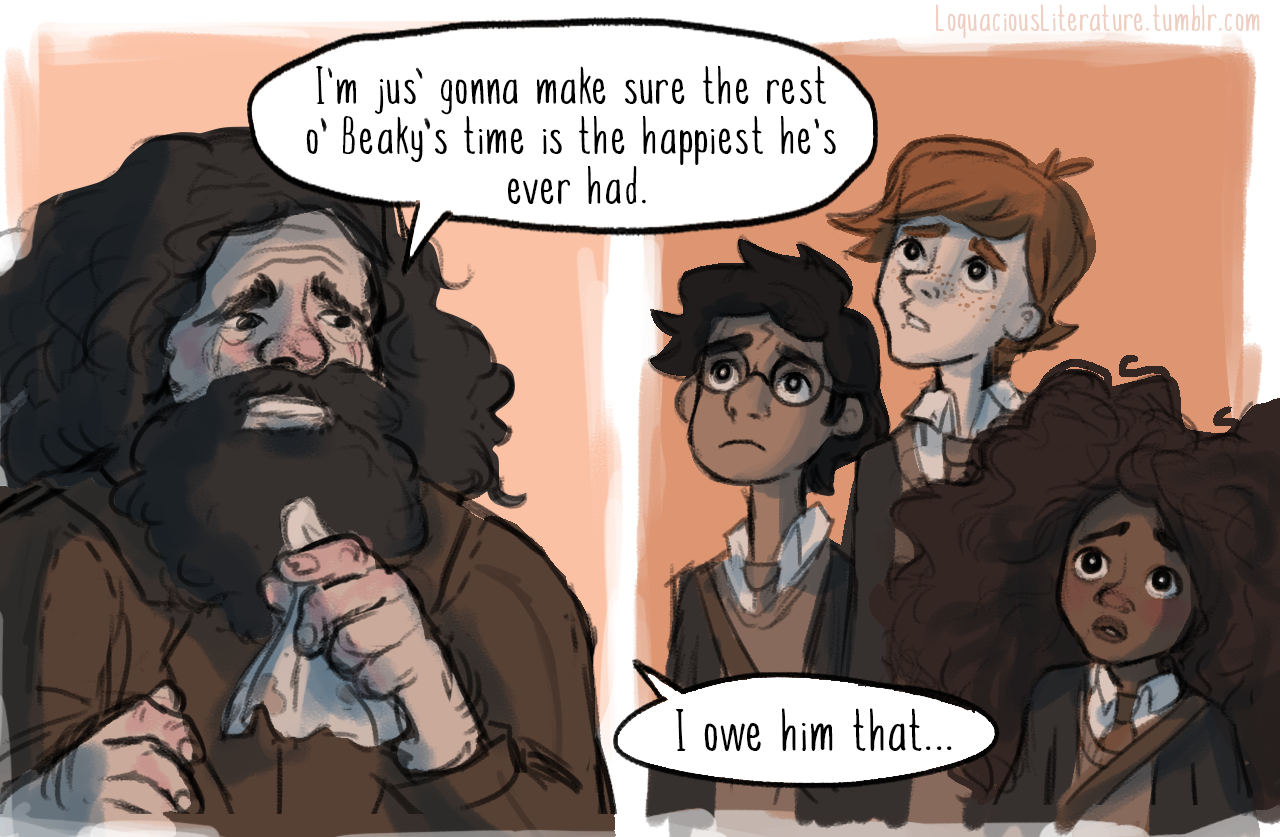 LoquaciousLiterature.tumblr.com
I'm jus' gonna make sure the rest
o' Beaky's time is the happiest he's
ever had.
I owe him that...